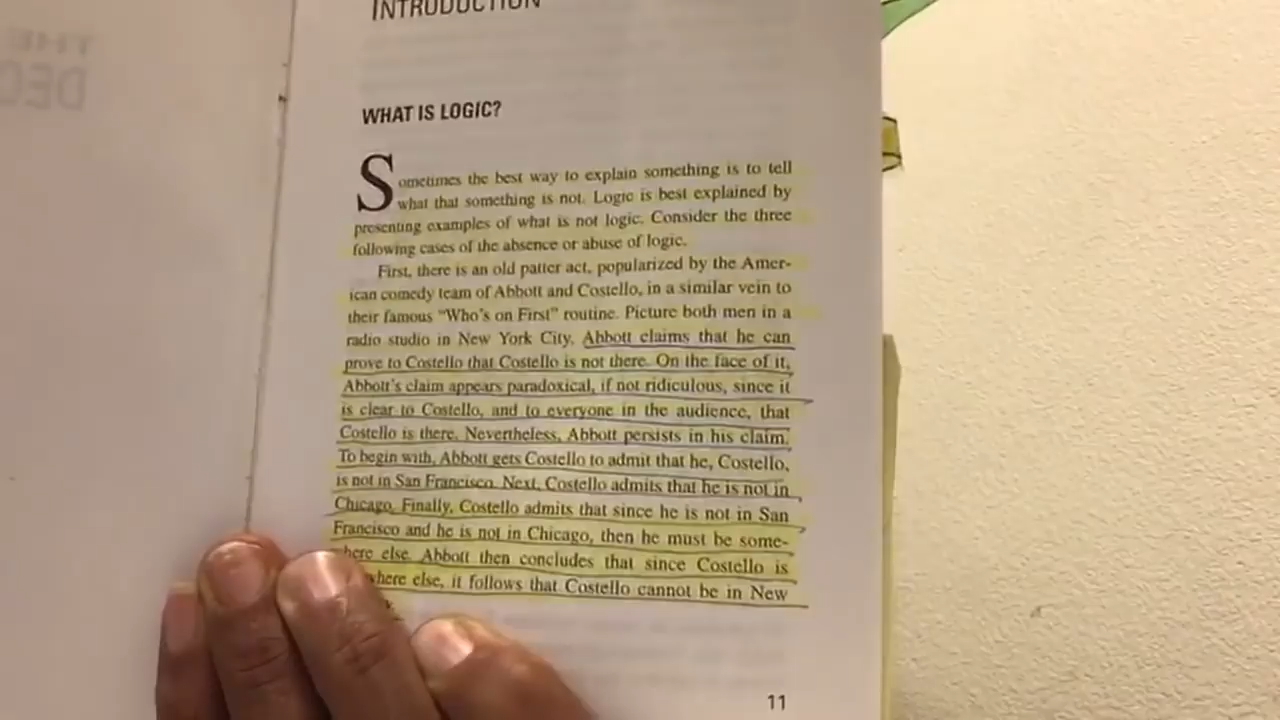 INTRODUCTION
WHAT IS LOGIC?
Sometimes the best way to explain something is to tell
what that something is not. Logic is best explained by
presenting examples of what is not logic. Consider the three
following cases of the absence or abuse of logic.
First, there is an old patter act, popularized by the Amer-
ican comedy team of Abbott and Costello, in a similar vein to
their famous “Who's on First” routine. Picture both men in a
radio studio in New York City. Abbott claims that he can
prove to Costello that Costello is not there. On the face of it,
Abbott's claim appears paradoxical, if not ridiculous, since it
is clear to Costello, and to everyone in the audience, that
Costello is there. Nevertheless, Abbott persists in his claim.
To begin with, Abbott gets Costello to admit that he, Costello,
is not in San Francisco. Next, Costello admits that he is not in
Chicago. Finally, Costello admits that since he is not in San
Francisco and he is not in Chicago, then he must be some-
where else. Abbott then concludes that since Costello is
where else, it follows that Costello cannot be in New
11